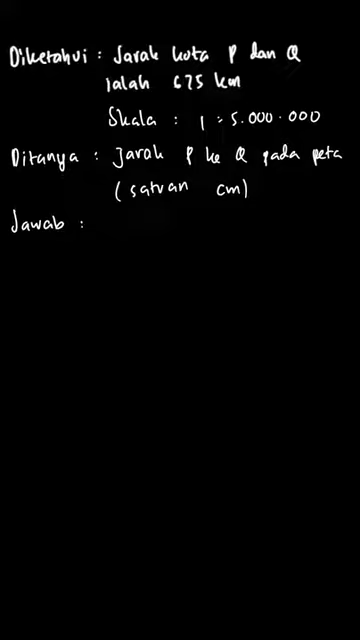 Diketahui : Jarak kota P dan Q
ialah 675 km
Skala : 1 : 5.000.000
Ditanya : Jarak P ke Q pada peta
(satuan cm)
Jawab :